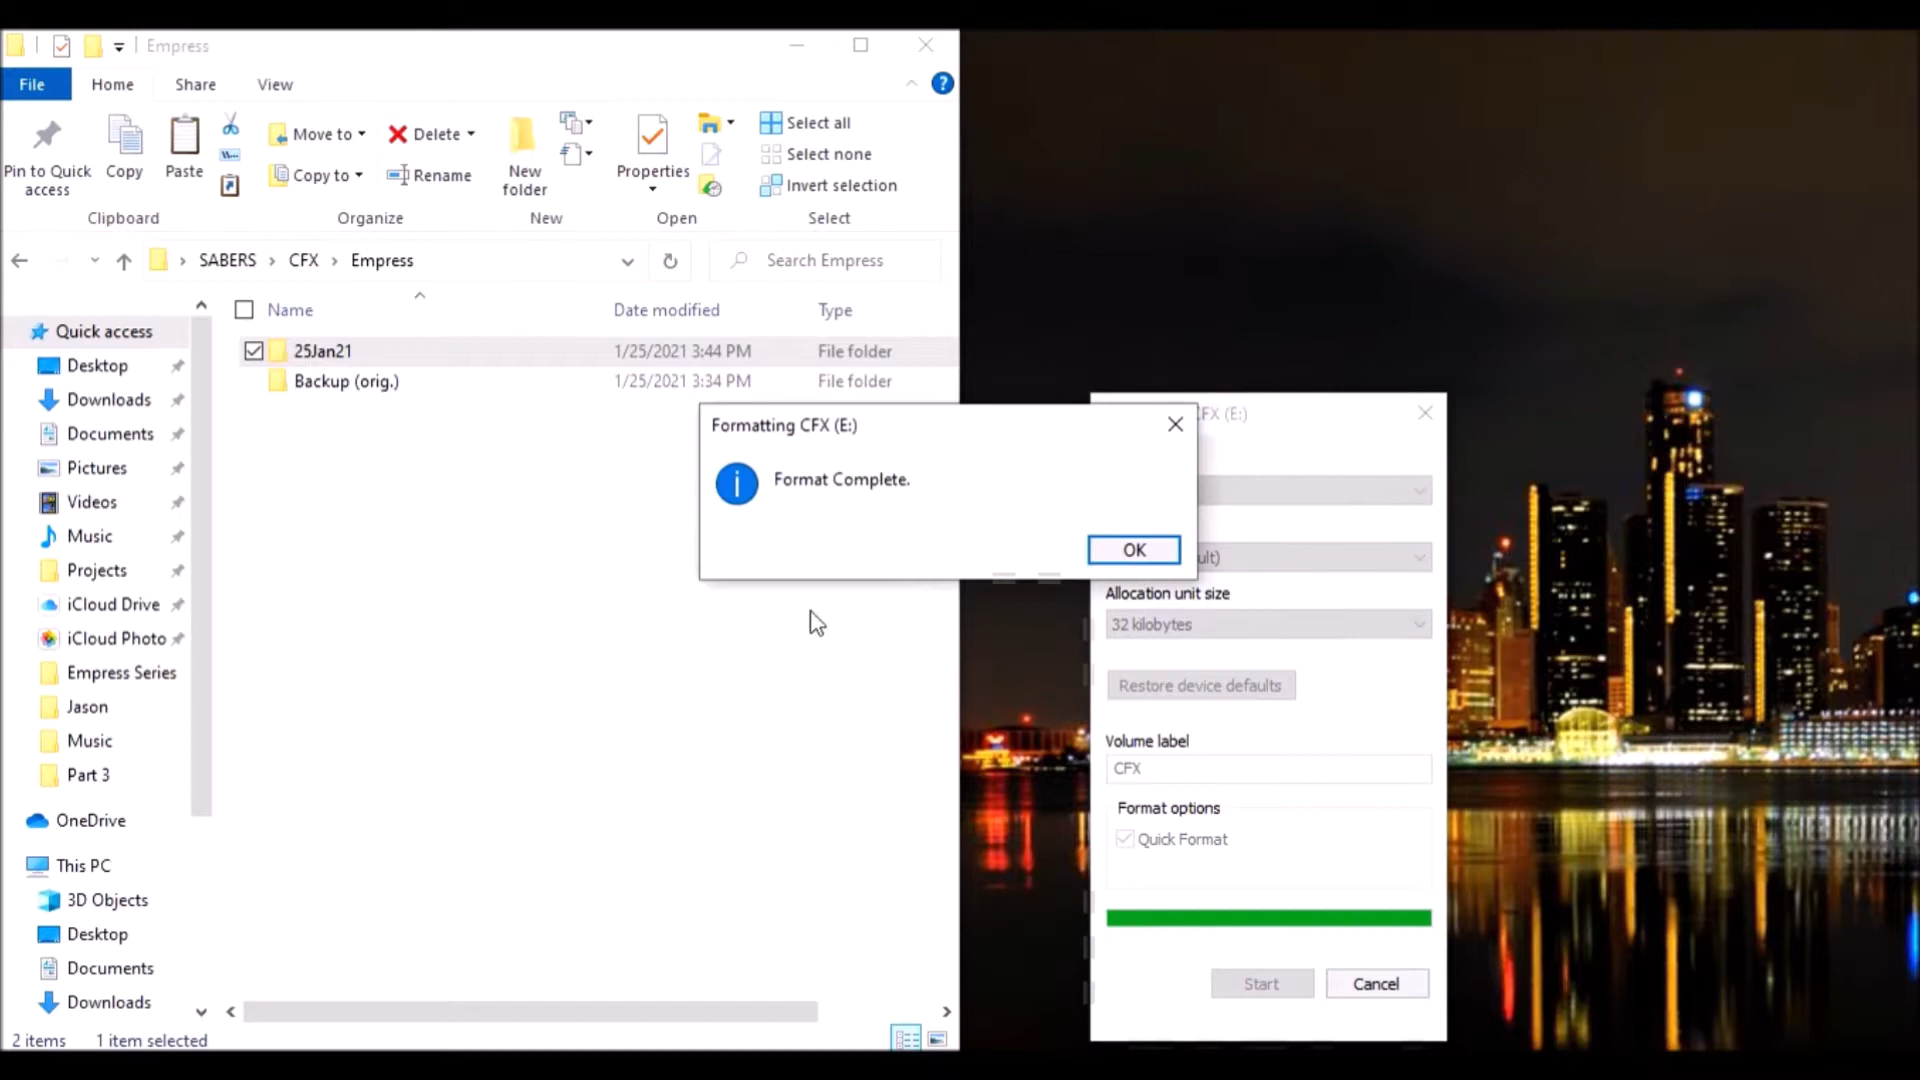 Empress
File Home Share View
Pin to Quick access
Copy
Paste
Move to
Copy to
Delete
Rename
New folder
Properties
Select all
Select none
Invert selection
Clipboard Organize New Open Select
SABERS CFX Empress
Search Empress
Name Date modified Type
25Jan21 1/25/2021 3:44 PM File folder
Backup (orig.) 1/25/2021 3:34 PM File folder
Quick access
Desktop
Downloads
Documents
Pictures
Videos
Music
Projects
iCloud Drive
iCloud Photo
Empress Series
Jason
Music
Part 3
OneDrive
This PC
3D Objects
Desktop
Documents
Downloads
2 items 1 item selected
Formatting CFX (E:)
Format Complete.
OK
(E:)
Allocation unit size
32 kilobytes
Restore device defaults
Volume label
CFX
Format options
Quick Format
Start Cancel